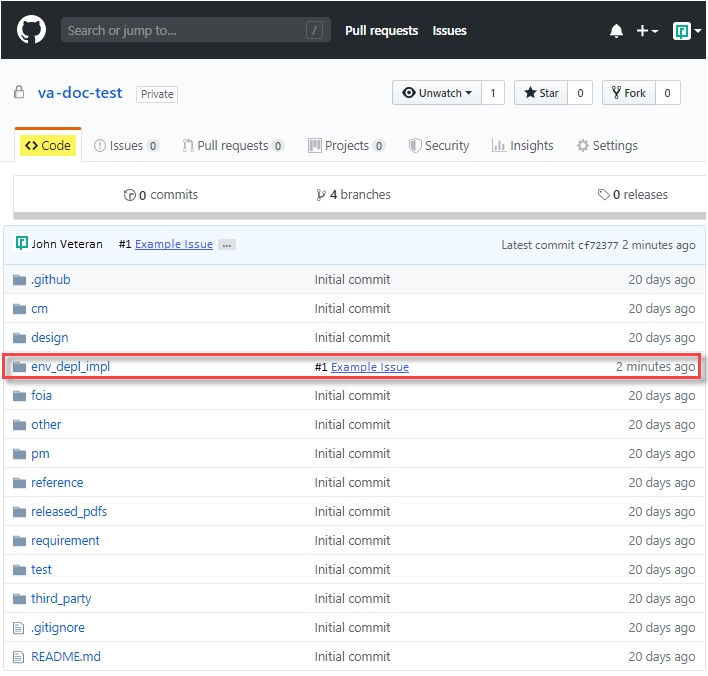 Search or jump to... / Pull requests Issues
va-doc-test Private Unwatch 1 Star 0 Fork 0
Code Issues 0 Pull requests 0 Projects 0 Security Insights Settings
0 commits 4 branches 0 releases
John Veteran #1 Example Issue ... Latest commit cf72377 2 minutes ago
.github Initial commit 20 days ago
cm Initial commit 20 days ago
design Initial commit 20 days ago
env_depl_impl #1 Example Issue 2 minutes ago
foia Initial commit 20 days ago
other Initial commit 20 days ago
pm Initial commit 20 days ago
reference Initial commit 20 days ago
released_pdfs Initial commit 20 days ago
requirement Initial commit 20 days ago
test Initial commit 20 days ago
third_party Initial commit 20 days ago
.gitignore Initial commit 20 days ago
README.md Initial commit 20 days ago